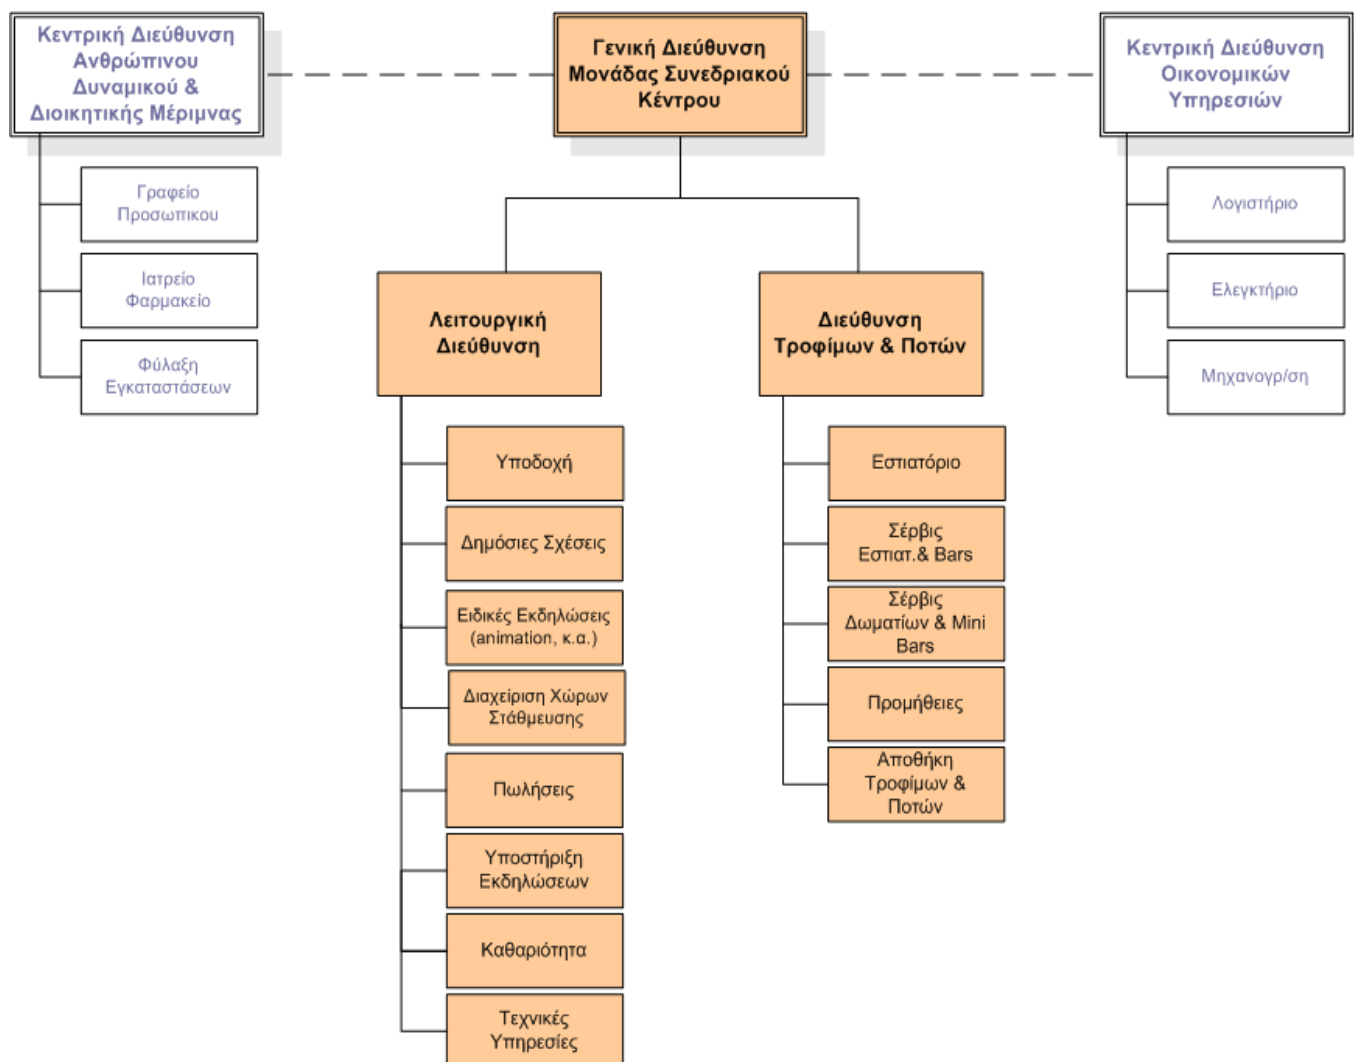 Κεντρική Διεύθυνση
Ανθρώπινου
Δυναμικού &
Διοικητικής Μέριμνας
Γραφείο
Προσωπικου
Ιατρείο
Φαρμακείο
Φύλαξη
Εγκαταστάσεων
Γενική Διεύθυνση
Μονάδας Συνεδριακού
Κέντρου
Λειτουργική
Διεύθυνση
Υποδοχή
Δημόσιες Σχέσεις
Ειδικές Εκδηλώσεις
(animation, κ.α.)
Διαχείριση Χώρων
Στάθμευσης
Πωλήσεις
Υποστήριξη
Εκδηλώσεων
Καθαριότητα
Τεχνικές
Υπηρεσίες
Διεύθυνση
Τροφίμων & Ποτών
Εστιατόριο
Σέρβις
Εστιατ.& Bars
Σέρβις
Δωματίων & Mini
Bars
Προμήθειες
Αποθήκη
Τροφίμων &
Ποτών
Κεντρική Διεύθυνση
Οικονομικών
Υπηρεσιών
Λογιστήριο
Ελεγκτήριο
Μηχανογρ/ση